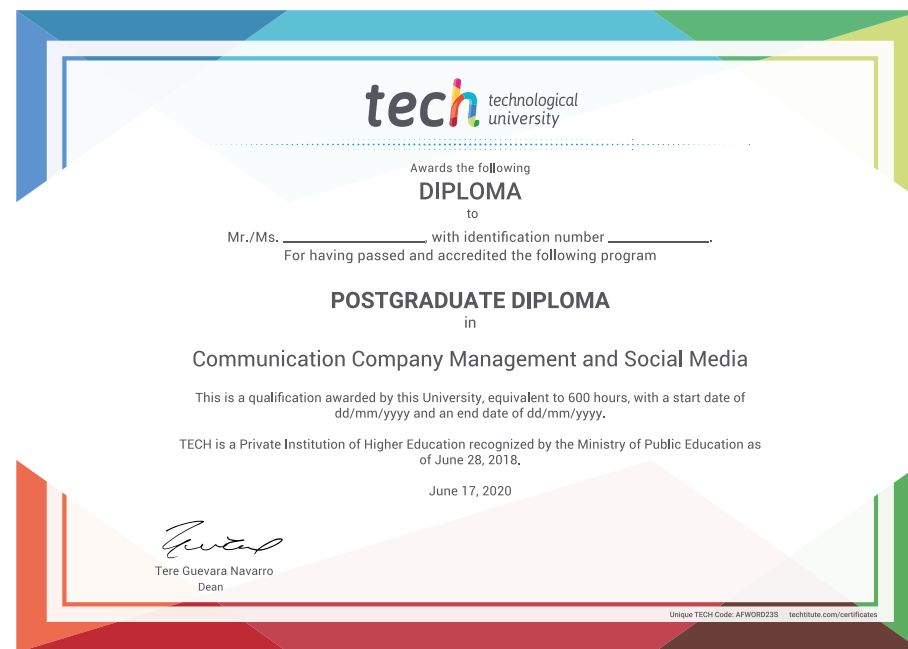 tech technological
university
Awards the following
DIPLOMA
to
Mr./Ms. ____________________, with identification number ______________.
For having passed and accredited the following program
POSTGRADUATE DIPLOMA
in
Communication Company Management and Social Media
This is a qualification awarded by this University, equivalent to 600 hours, with a start date of
dd/mm/yyyy and an end date of dd/mm/yyyy.
TECH is a Private Institution of Higher Education recognized by the Ministry of Public Education as
of June 28, 2018.
June 17, 2020
Tere Guevara Navarro
Dean
Unique TECH Code: AFWORD23S techtitute.com/certificates